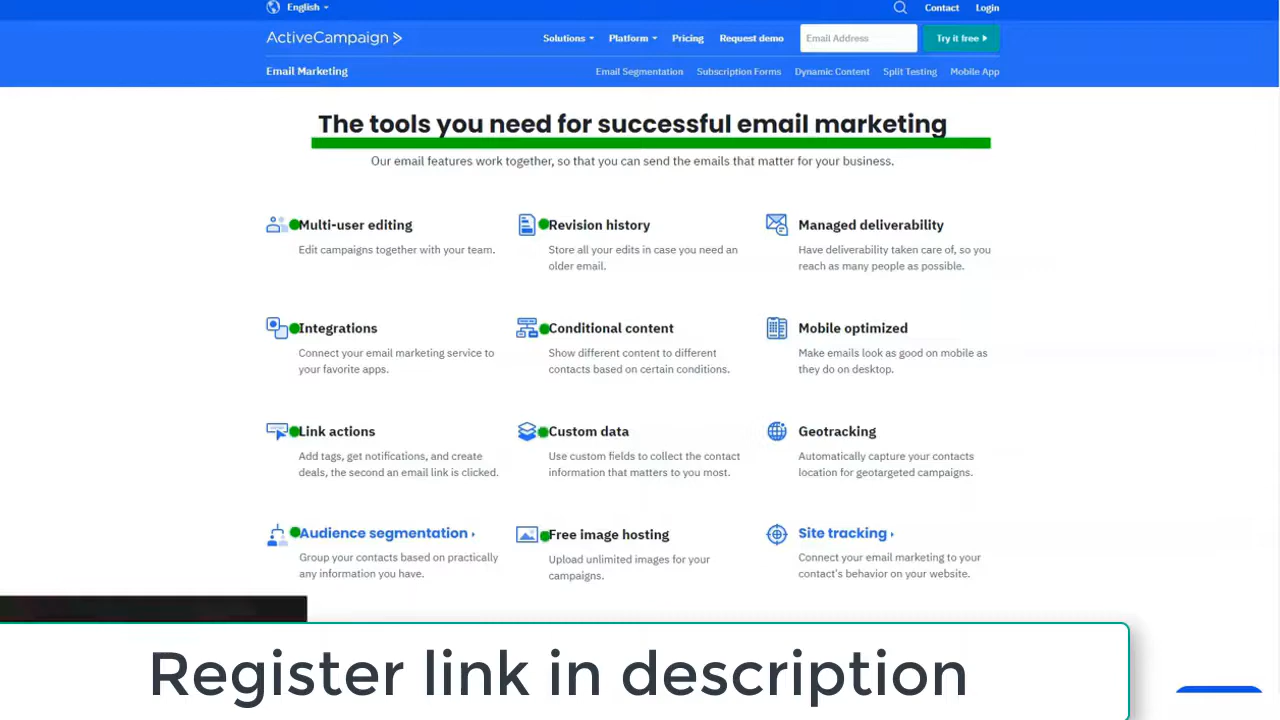 English
Contact Login
ActiveCampaign >
Solutions Platform Pricing Request demo Email Address Try it free
Email Marketing
Email Segmentation Subscription Forms Dynamic Content Split Testing Mobile App
The tools you need for successful email marketing
Our email features work together, so that you can send the emails that matter for your business.
Multi-user editing
Edit campaigns together with your team.
Revision history
Store all your edits in case you need an
older email.
Managed deliverability
Have deliverability taken care of, so you
reach as many people as possible.
Integrations
Connect your email marketing service to
your favorite apps.
Conditional content
Show different content to different
contacts based on certain conditions.
Mobile optimized
Make emails look as good on mobile as
they do on desktop.
Link actions
Add tags, get notifications, and create
deals, the second an email link is clicked.
Custom data
Use custom fields to collect the contact
information that matters to you most.
Geotracking
Automatically capture your contacts
location for geotargeted campaigns.
Audience segmentation
Group your contacts based on practically
any information you have.
Free image hosting
Upload unlimited images for your
campaigns.
Site tracking
Connect your email marketing to your
contact's behavior on your website.
Register link in description